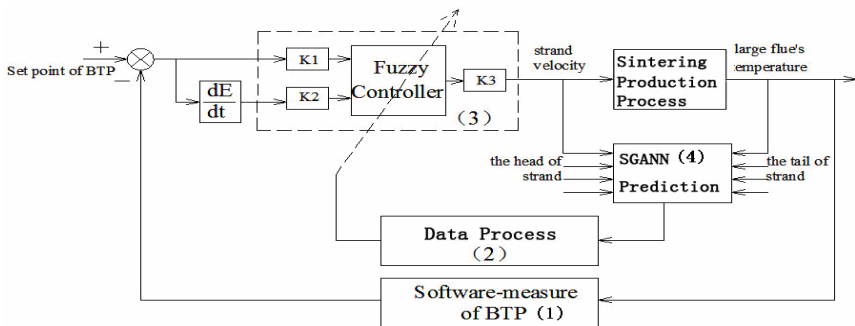 +
Set point of BTP
−
dE
dt
K1
K2
Fuzzy
Controller
K3
(3)
strand
velocity
Sintering
Production
Process
large flue's
temperature
the head of
strand
SGANN (4)
Prediction
the tail of
strand
Data Process
(2)
Software-measure
of BTP (1)